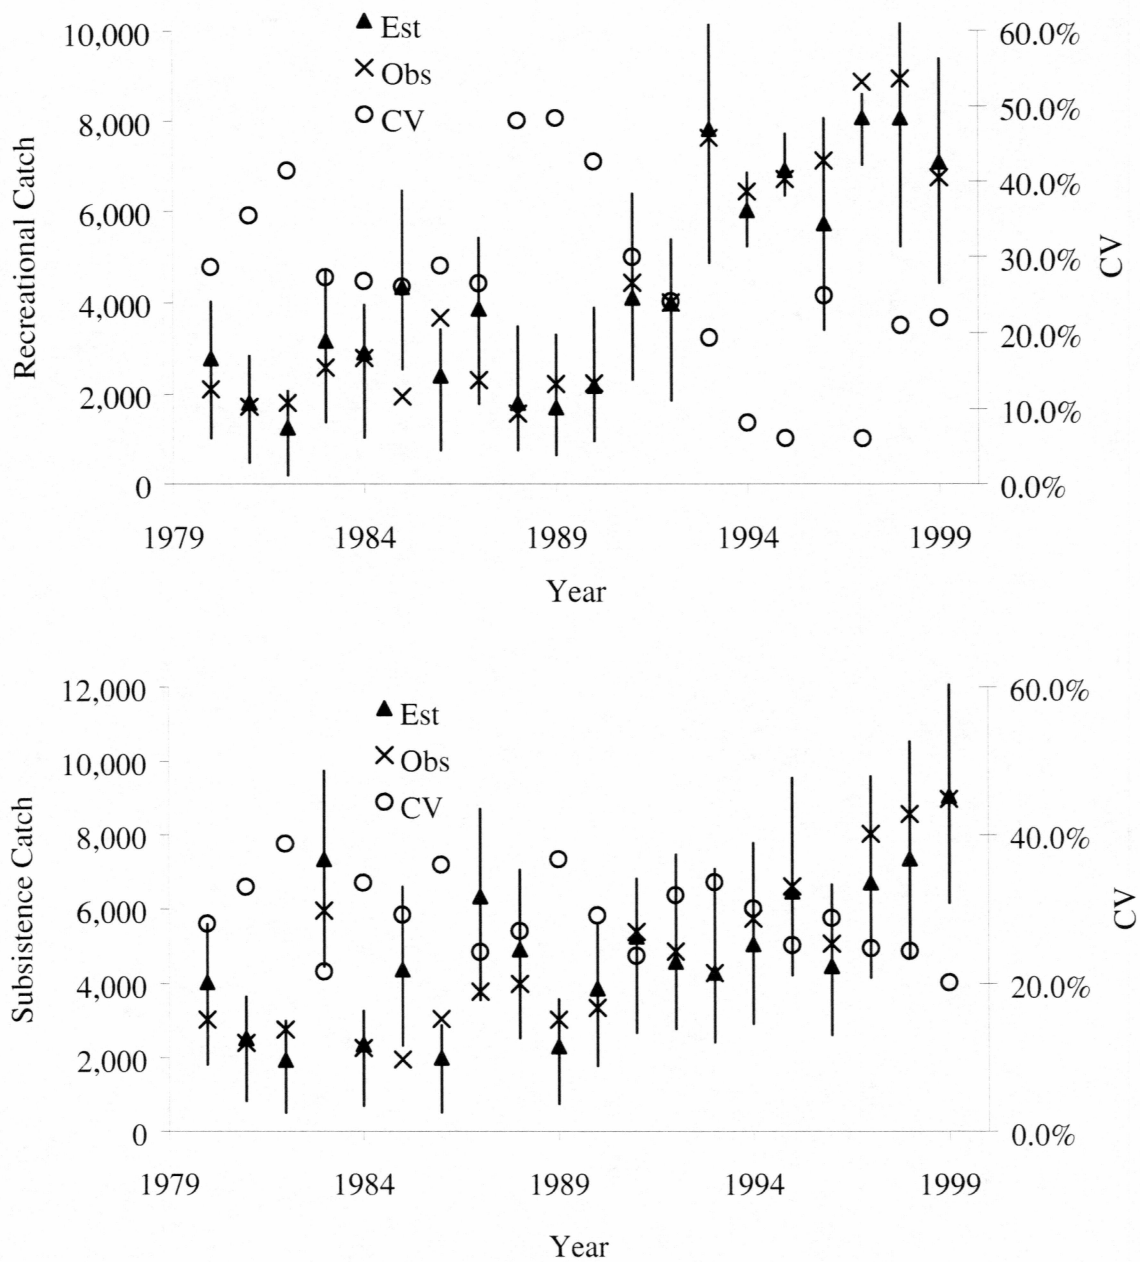 10,000
8,000
6,000
4,000
2,000
0
Recreational Catch
Est
Obs
CV
60.0%
50.0%
40.0%
30.0%
20.0%
10.0%
0.0%
CV
1979 1984 1989 1994 1999
Year
12,000
10,000
8,000
6,000
4,000
2,000
0
Subsistence Catch
Est
Obs
CV
60.0%
40.0%
20.0%
0.0%
CV
1979 1984 1989 1994 1999
Year